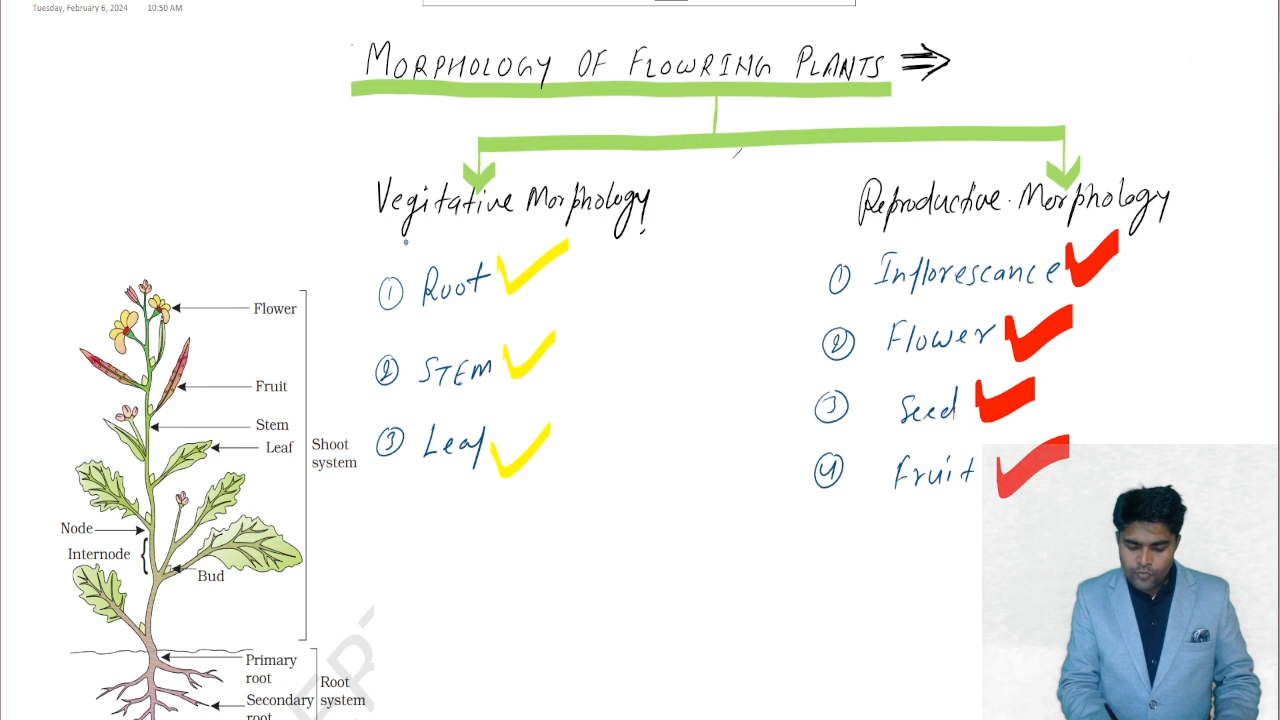 Tuesday, February 6, 2024 10:50 AM
MORPHOLOGY OF FLOWRING PLANTS ⇒
Vegitative Morphology
① Root
② STEM
③ Leaf
Reproductive Morphology
① Inflorescance
② Flower
③ Seed
④ Fruit
Flower
Fruit
Stem
Leaf
Shoot
system
Node
Internode
Bud
Primary
root
Secondary
root
Root
system